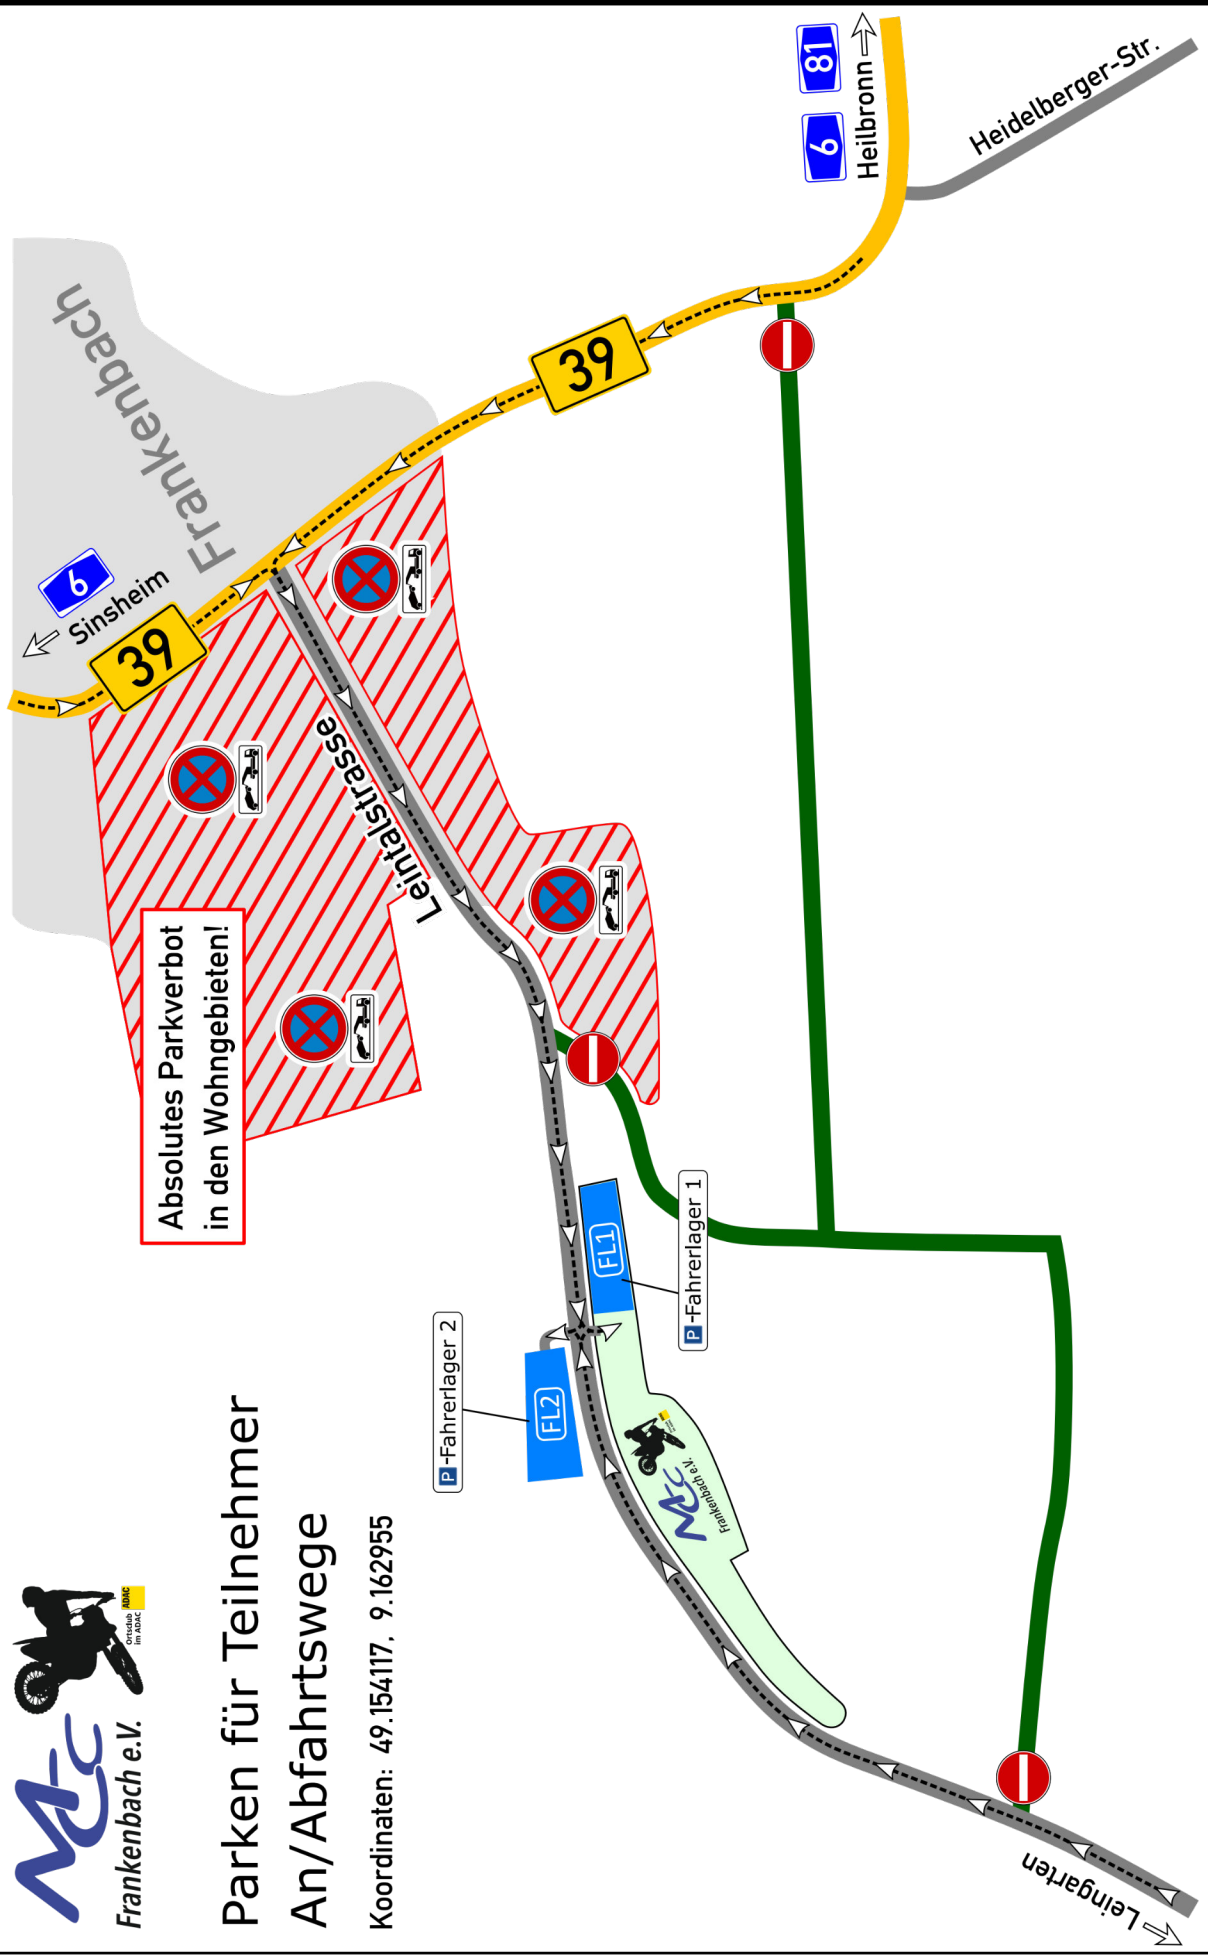 MCC
Frankenbach e.V.
Ortsclub
im ADAC
ADAC
Parken für Teilnehmer
An/Abfahrtswege
Koordinaten: 49.154117, 9.162955
Absolutes Parkverbot
in den Wohngebieten!
6
Sinsheim
39
Frankenbach
Leintalstrasse
39
6
81
Heilbronn
Heidelberger-Str.
P-Fahrerlager 2
FL2
FL1
P-Fahrerlager 1
MCC
Frankenbach e.V.
Leingarten